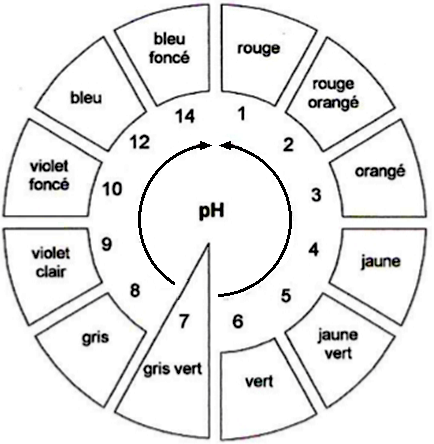 bleu
foncé
rouge
bleu
rouge
orangé
14
1
12
2
violet
foncé
10
3
orangé
pH
violet
clair
9
4
jaune
8
5
gris
7
6
jaune
vert
gris vert
vert